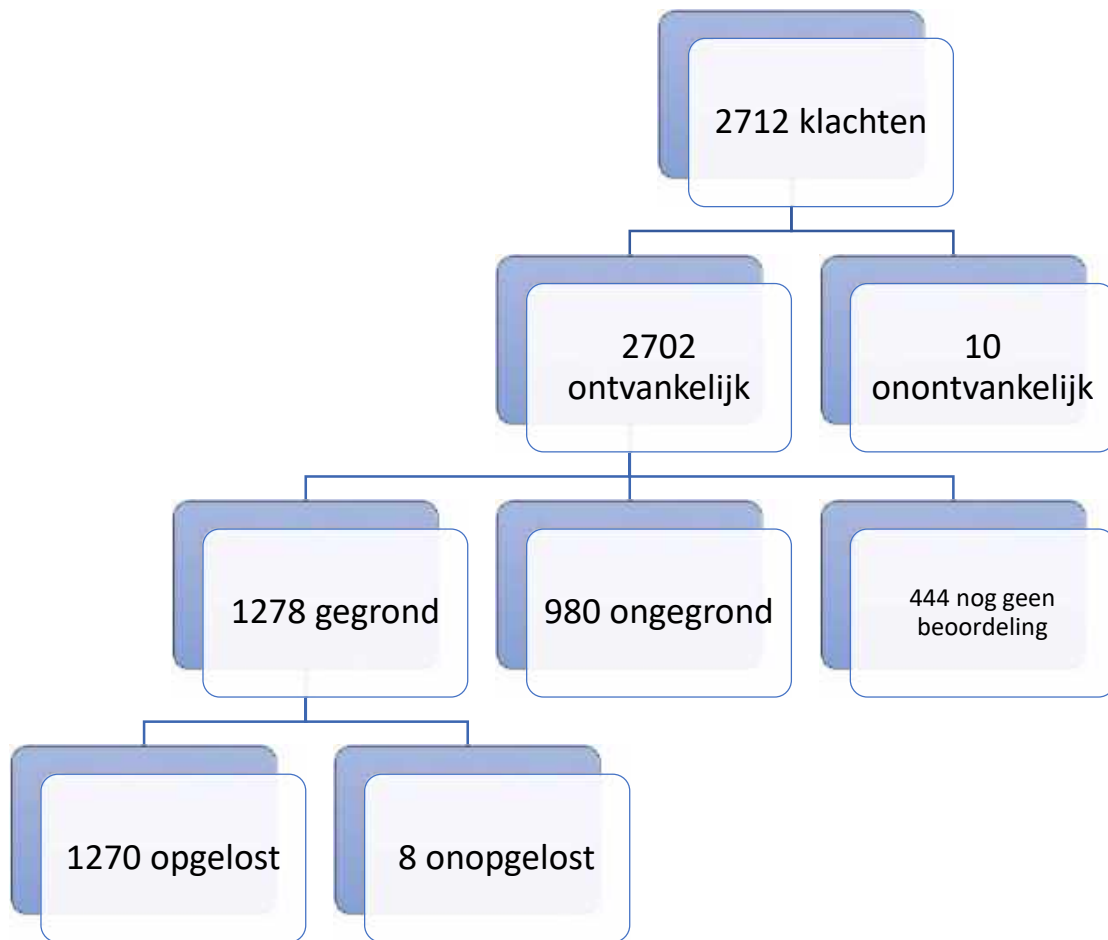 2712 klachten
2702
ontvankelijk
10
onontvankelijk
1278 gegrond
980 ongegrond
444 nog geen
beoordeling
1270 opgelost
8 onopgelost